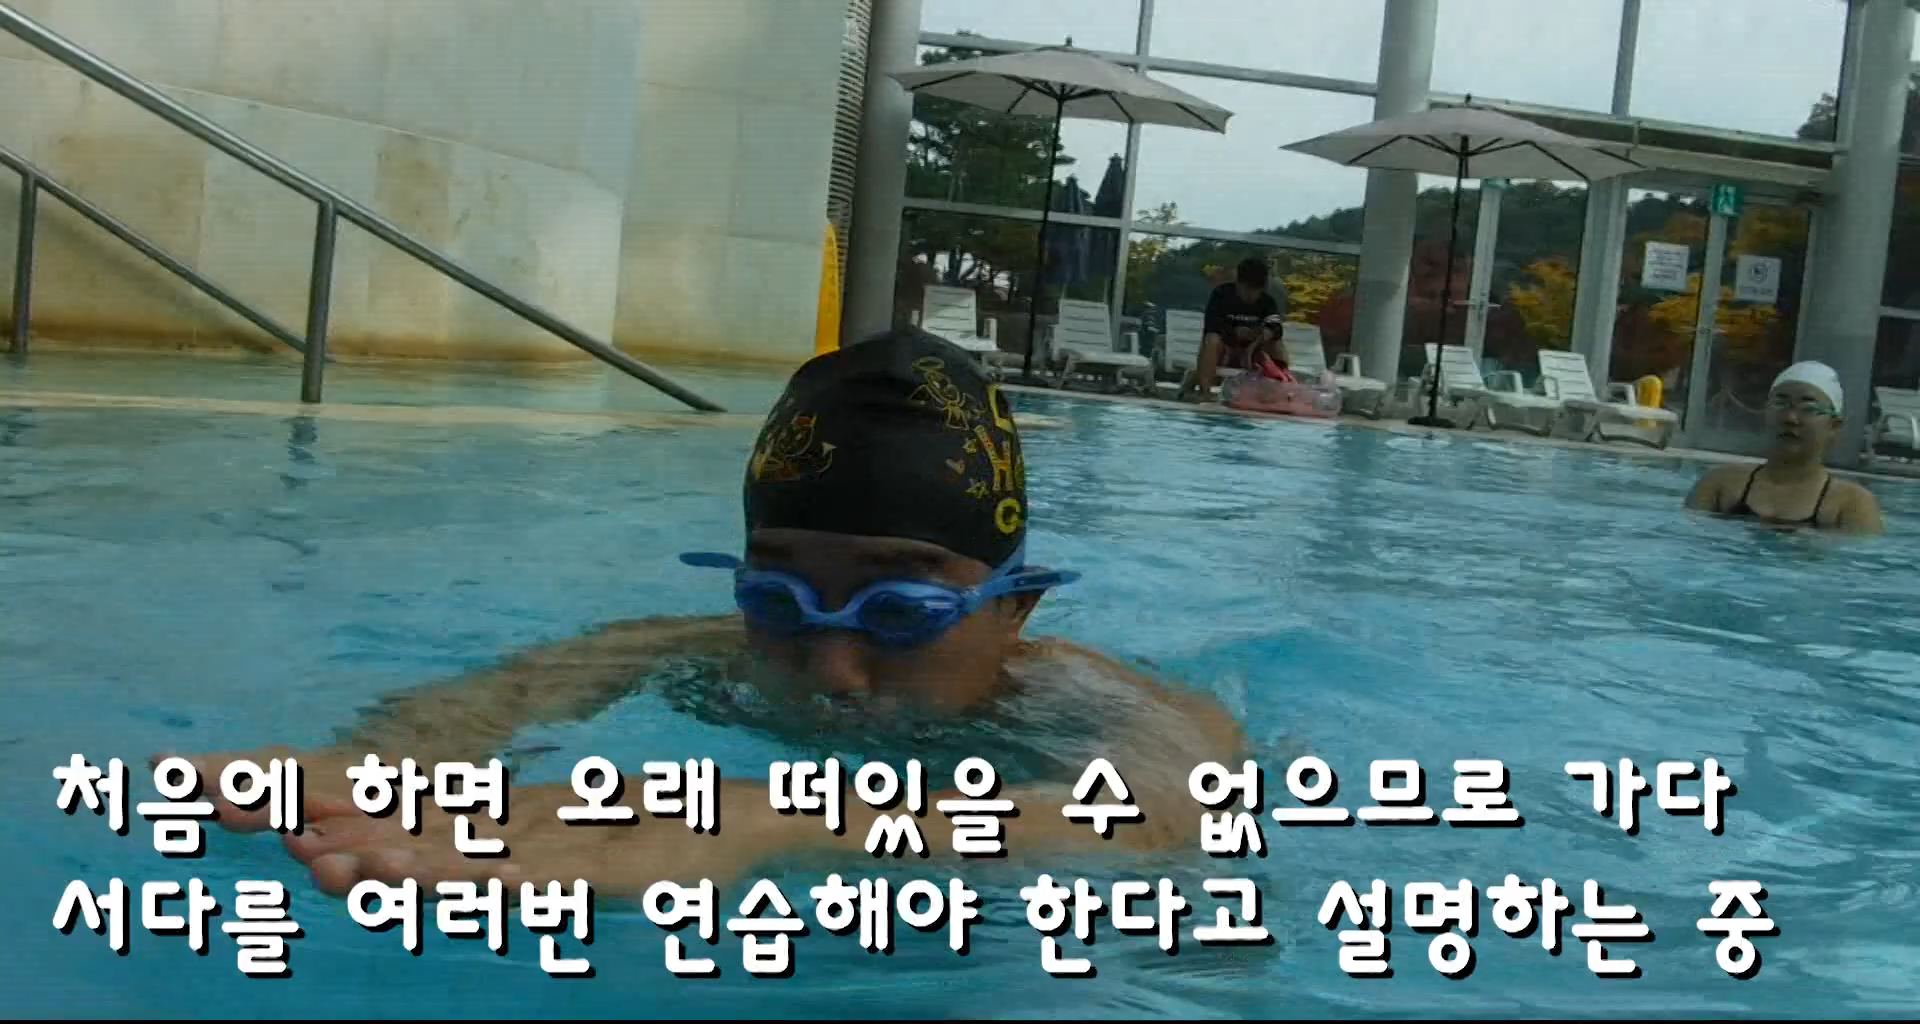 처음에 하면 오래 떠있을 수 없으므로 가다
서다를 여러번 연습해야 한다고 설명하는 중